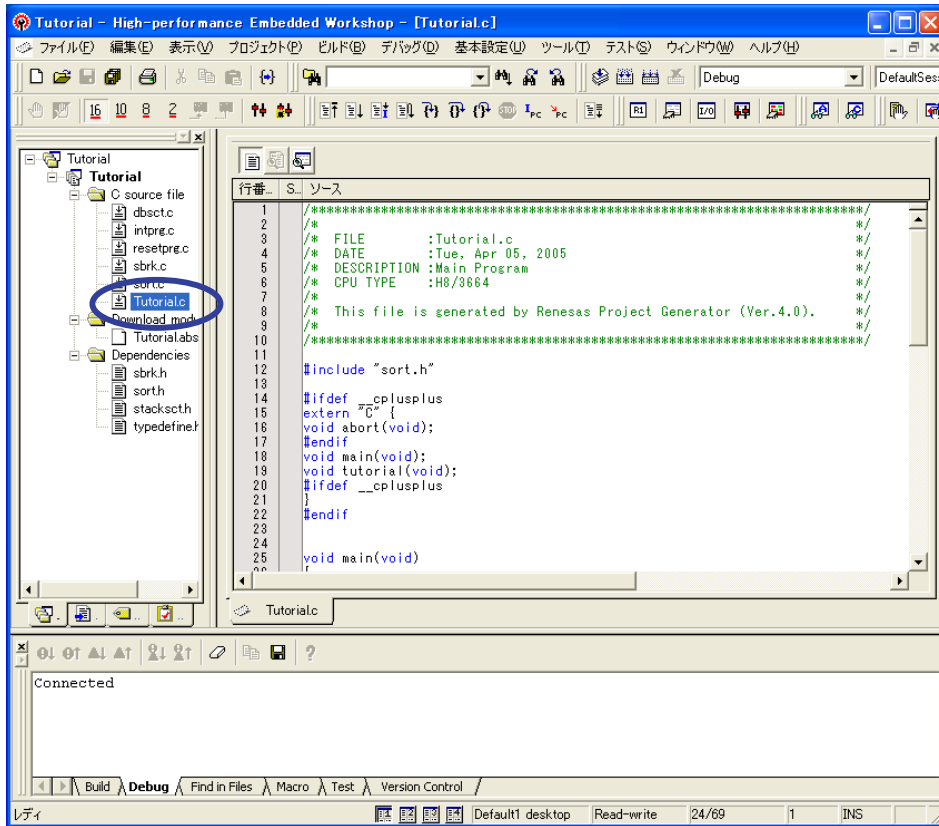 Tutorial - High-performance Embedded Workshop - [Tutorial.c]
ファイル(F) 編集(E) 表示(V) プロジェクト(P) ビルド(B) デバッグ(D) 基本設定(U) ツール(T) テスト(S) ウィンドウ(W) ヘルプ(H)
Debug
DefaultSes
16 10 8 2
Tutorial
Tutorial
C source file
dbsct.c
intprg.c
resetprg.c
sbrk.c
sort.c
Tutorial.c
Download modu
Tutorial.abs
Dependencies
sbrk.h
sort.h
stacksct.h
typedefine.h
行番... S... ソース
1 /***********************************************************************/
2 /* */
3 /* FILE :Tutorial.c */
4 /* DATE :Tue, Apr 05, 2005 */
5 /* DESCRIPTION :Main Program */
6 /* CPU TYPE :H8/3664 */
7 /* */
8 /* This file is generated by Renesas Project Generator (Ver.4.0). */
9 /* */
10 /***********************************************************************/
11
12 #include "sort.h"
13
14 #ifdef __cplusplus
15 extern "C" {
16 void abort(void);
17 #endif
18 void main(void);
19 void tutorial(void);
20 #ifdef __cplusplus
21 }
22 #endif
23
24
25 void main(void)
Tutorial.c
Connected
Build Debug Find in Files Macro Test Version Control
レディ Default1 desktop Read-write 24/69 1 INS